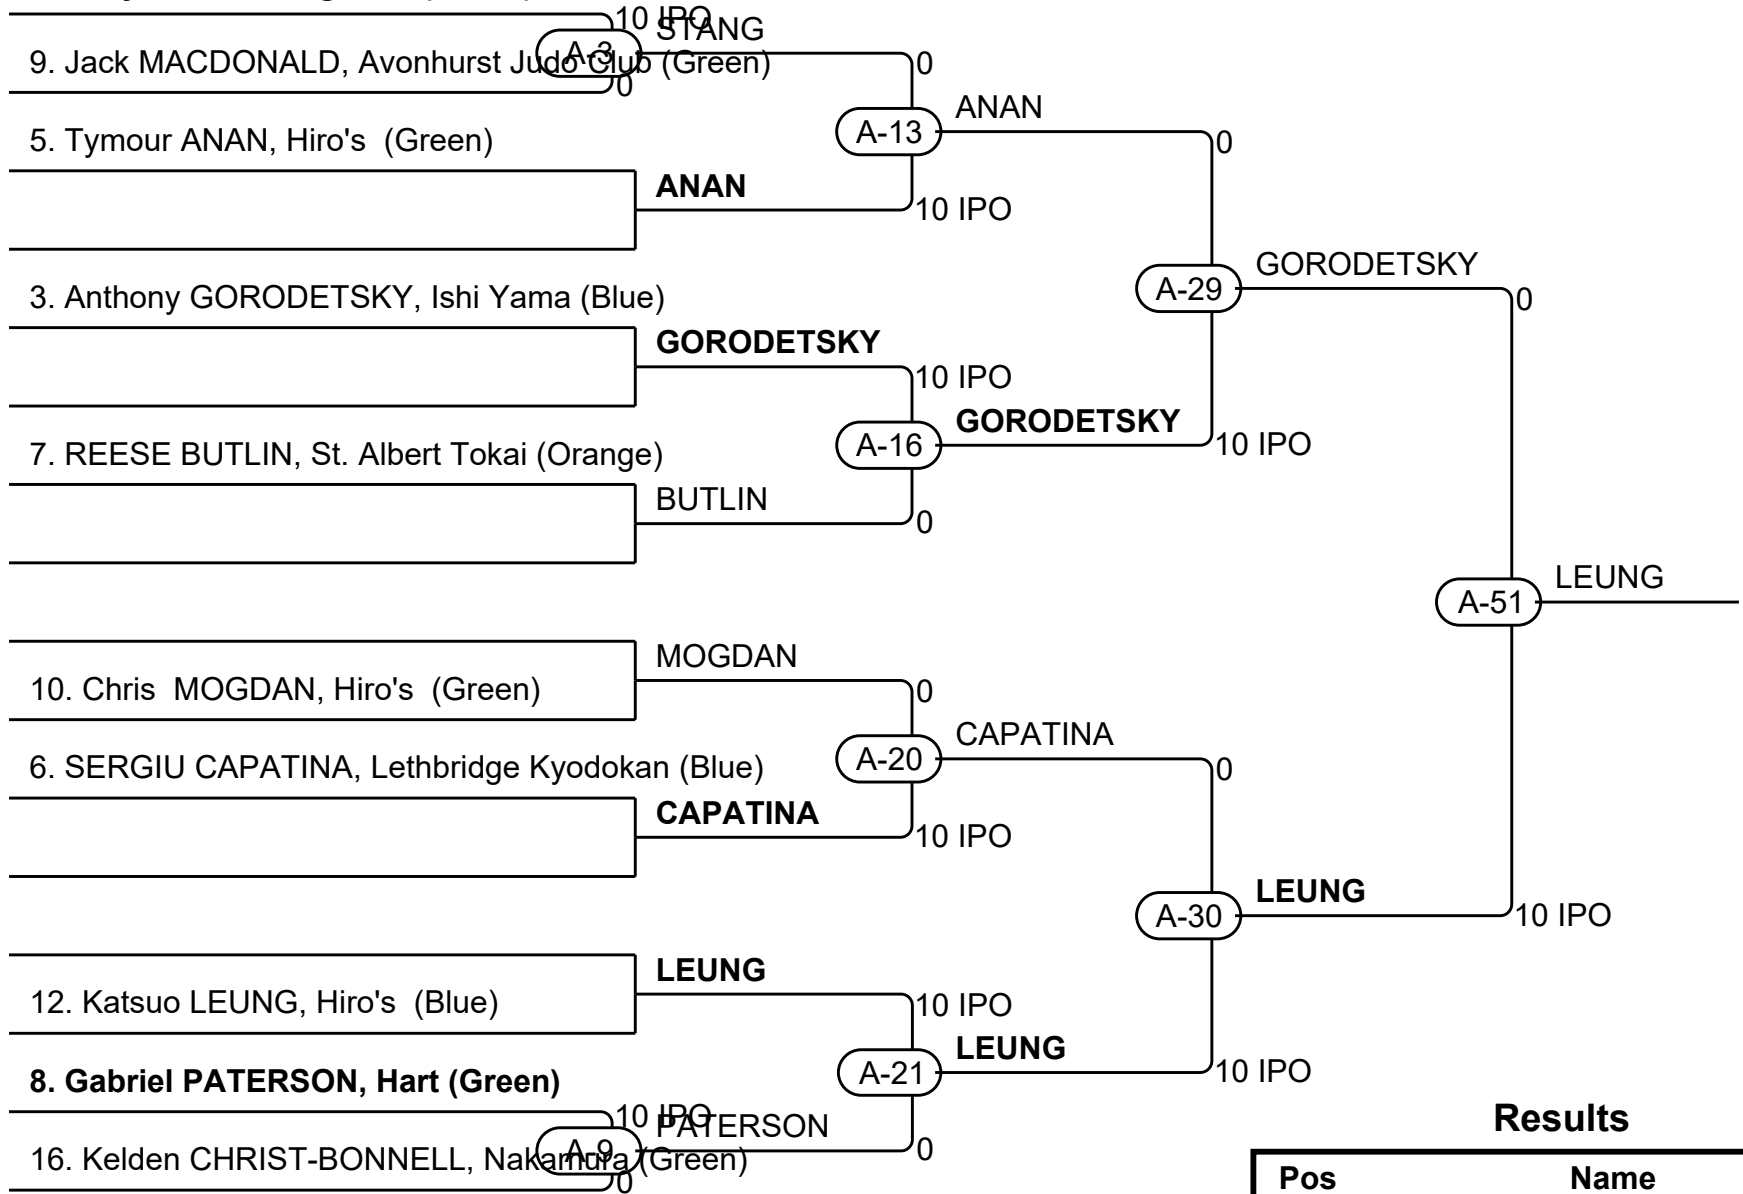 10 IPO
STANG
A-3
9. Jack MACDONALD, Avonhurst Judo Club (Green)
0
0
ANAN
A-13
5. Tymour ANAN, Hiro's (Green)
0
ANAN
10 IPO
GORODETSKY
3. Anthony GORODETSKY, Ishi Yama (Blue)
A-29
0
GORODETSKY
10 IPO
GORODETSKY
7. REESE BUTLIN, St. Albert Tokai (Orange)
A-16
10 IPO
BUTLIN
0
LEUNG
A-51
MOGDAN
10. Chris MOGDAN, Hiro's (Green)
0
CAPATINA
6. SERGIU CAPATINA, Lethbridge Kyodokan (Blue)
A-20
0
CAPATINA
10 IPO
LEUNG
A-30
10 IPO
LEUNG
12. Katsuo LEUNG, Hiro's (Blue)
10 IPO
LEUNG
8. Gabriel PATERSON, Hart (Green)
A-21
10 IPO
10 IPO
PATERSON
Results
A-9
16. Kelden CHRIST-BONNELL, Nakamura (Green)
0
0
Pos Name